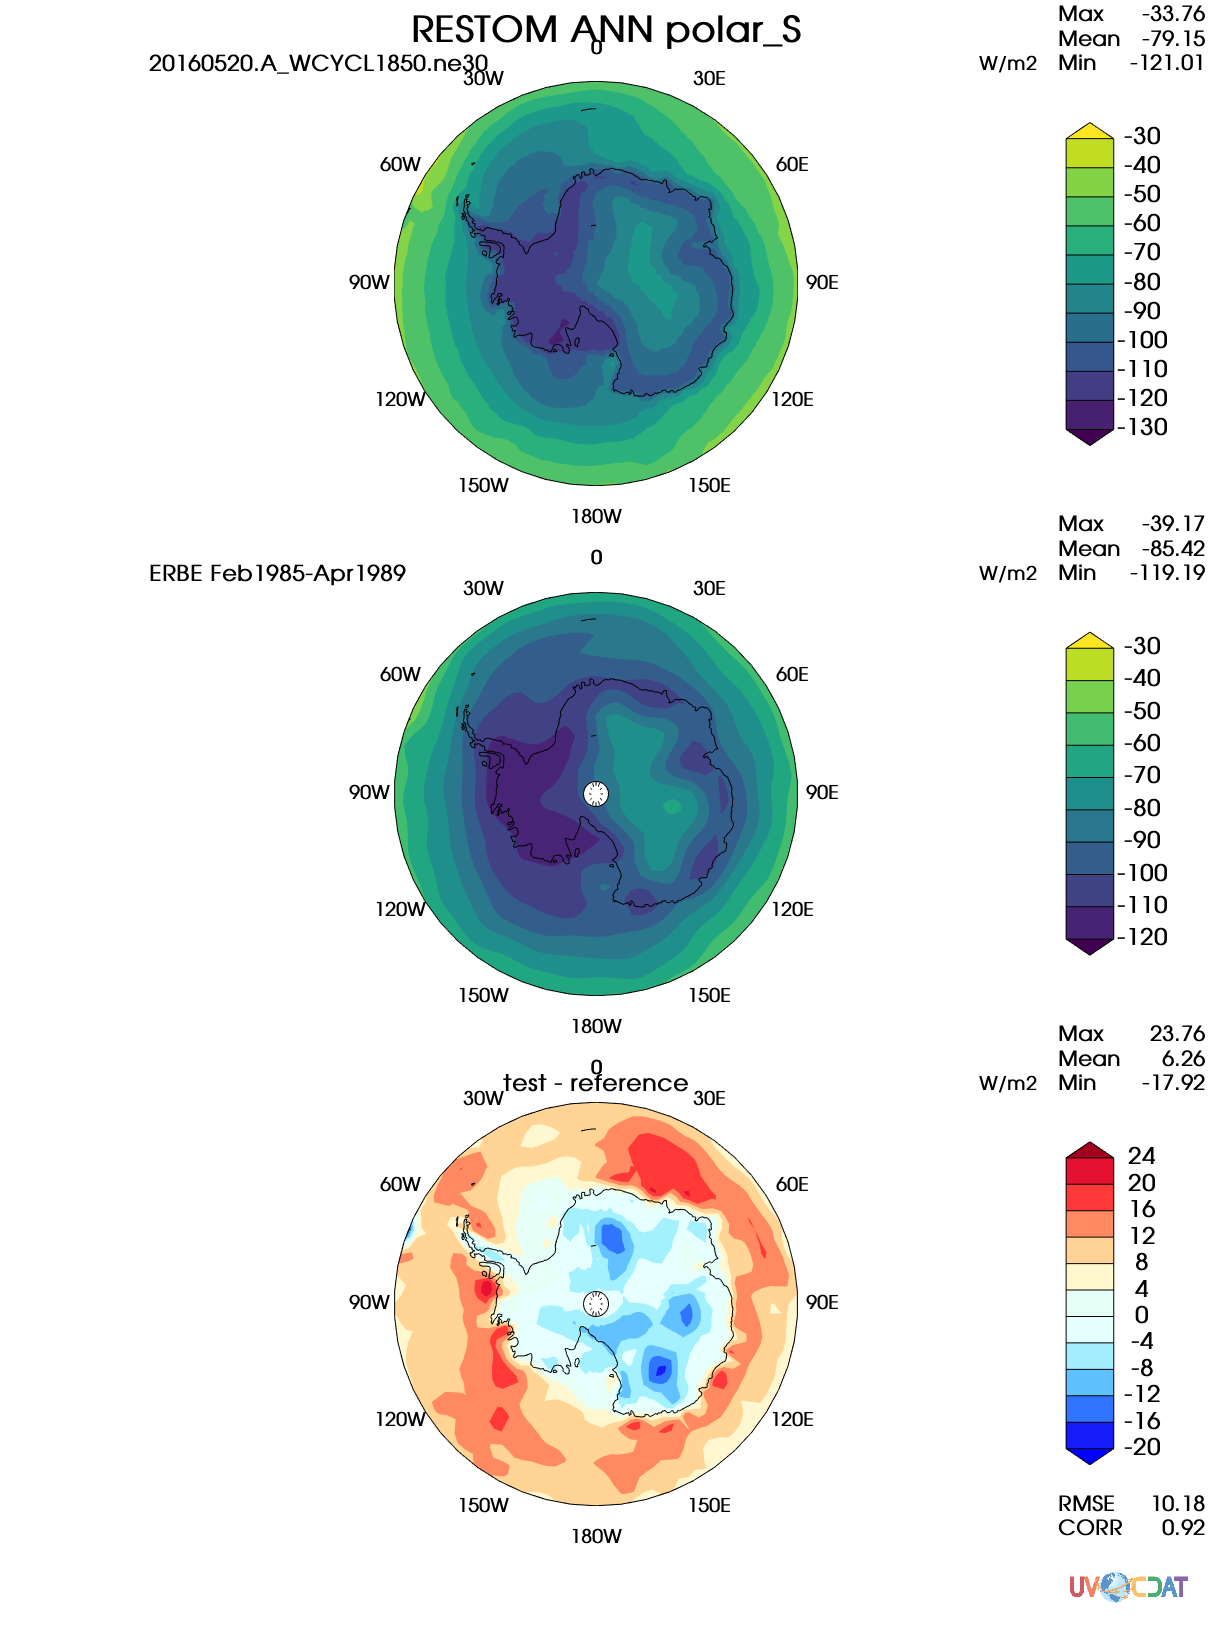 RESTOM ANN polar_S
20160520.A_WCYCL1850.ne30
Max -33.76
Mean -79.15
W/m2 Min -121.01
0
30W 30E
60W 60E
90W 90E
120W 120E
150W 150E
180W
-30
-40
-50
-60
-70
-80
-90
-100
-110
-120
-130
ERBE Feb1985-Apr1989
Max -39.17
Mean -85.42
W/m2 Min -119.19
0
30W 30E
60W 60E
90W 90E
120W 120E
150W 150E
180W
-30
-40
-50
-60
-70
-80
-90
-100
-110
-120
test - reference
Max 23.76
Mean 6.26
W/m2 Min -17.92
0
30W 30E
60W 60E
90W 90E
120W 120E
150W 150E
180W
24
20
16
12
8
4
0
-4
-8
-12
-16
-20
RMSE 10.18
CORR 0.92
UV CDAT